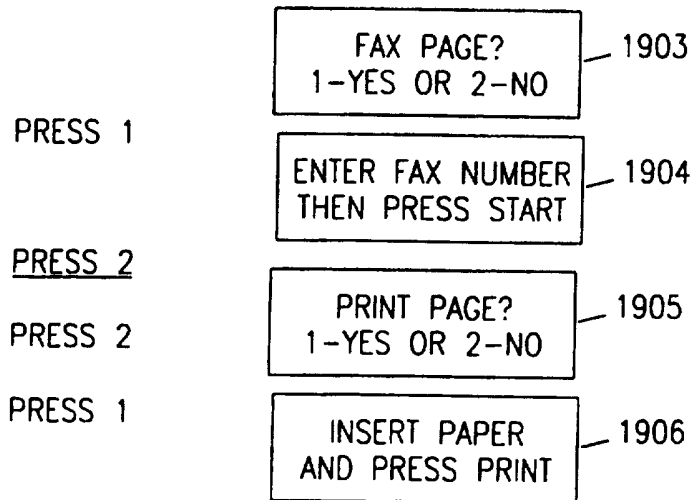 FAX PAGE?
1-YES OR 2-NO
1903
PRESS 1
ENTER FAX NUMBER
THEN PRESS START
1904
PRESS 2
PRINT PAGE?
1-YES OR 2-NO
1905
PRESS 2
PRESS 1
INSERT PAPER
AND PRESS PRINT
1906